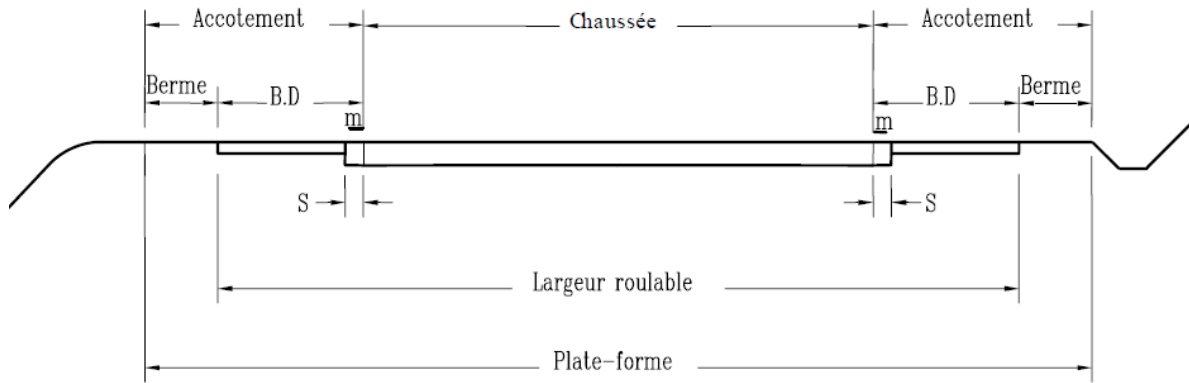 Accotement Chaussée Accotement
Berme B.D B.D Berme
m m
S S
Largeur roulable
Plate-forme